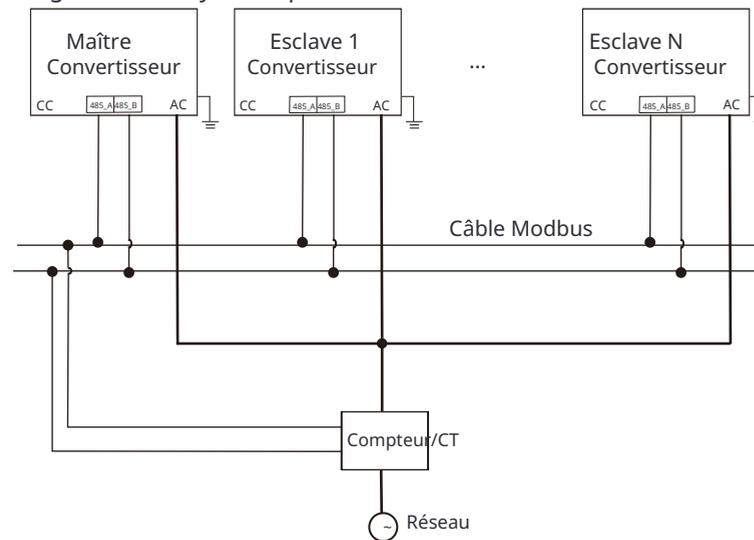 Maître
Convertisseur
CC
485_A
485_B
AC
Esclave 1
Convertisseur
CC
485_A
485_B
AC
...
Esclave N
Convertisseur
CC
485_A
485_B
AC
Câble Modbus
Compteur/CT
~
Réseau